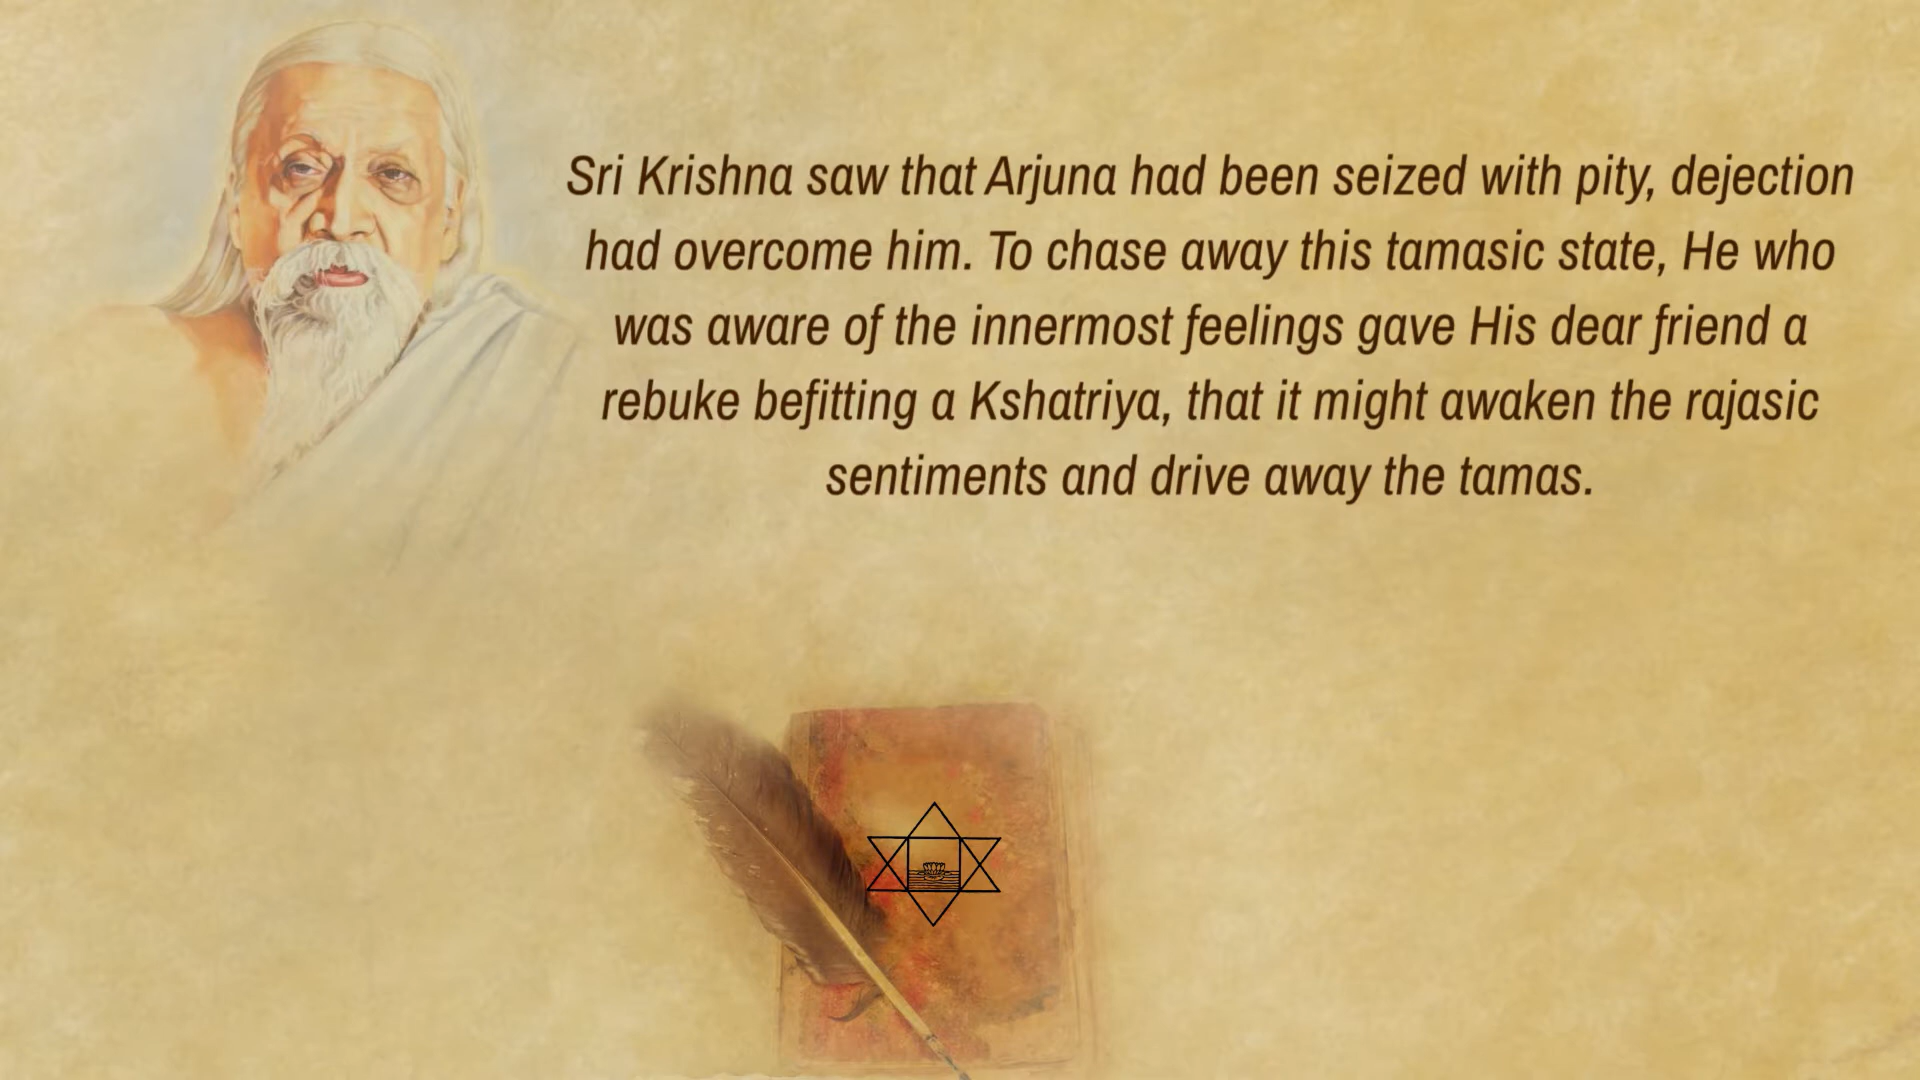 Sri Krishna saw that Arjuna had been seized with pity, dejection
had overcome him. To chase away this tamasic state, He who
was aware of the innermost feelings gave His dear friend a
rebuke befitting a Kshatriya, that it might awaken the rajasic
sentiments and drive away the tamas.